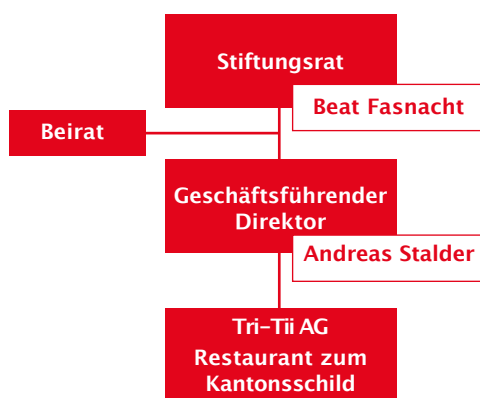 Stiftungsrat
Beat Fasnacht
Beirat
Geschäftsführender
Direktor
Andreas Stalder
Tri-Tii AG
Restaurant zum
Kantonsschild